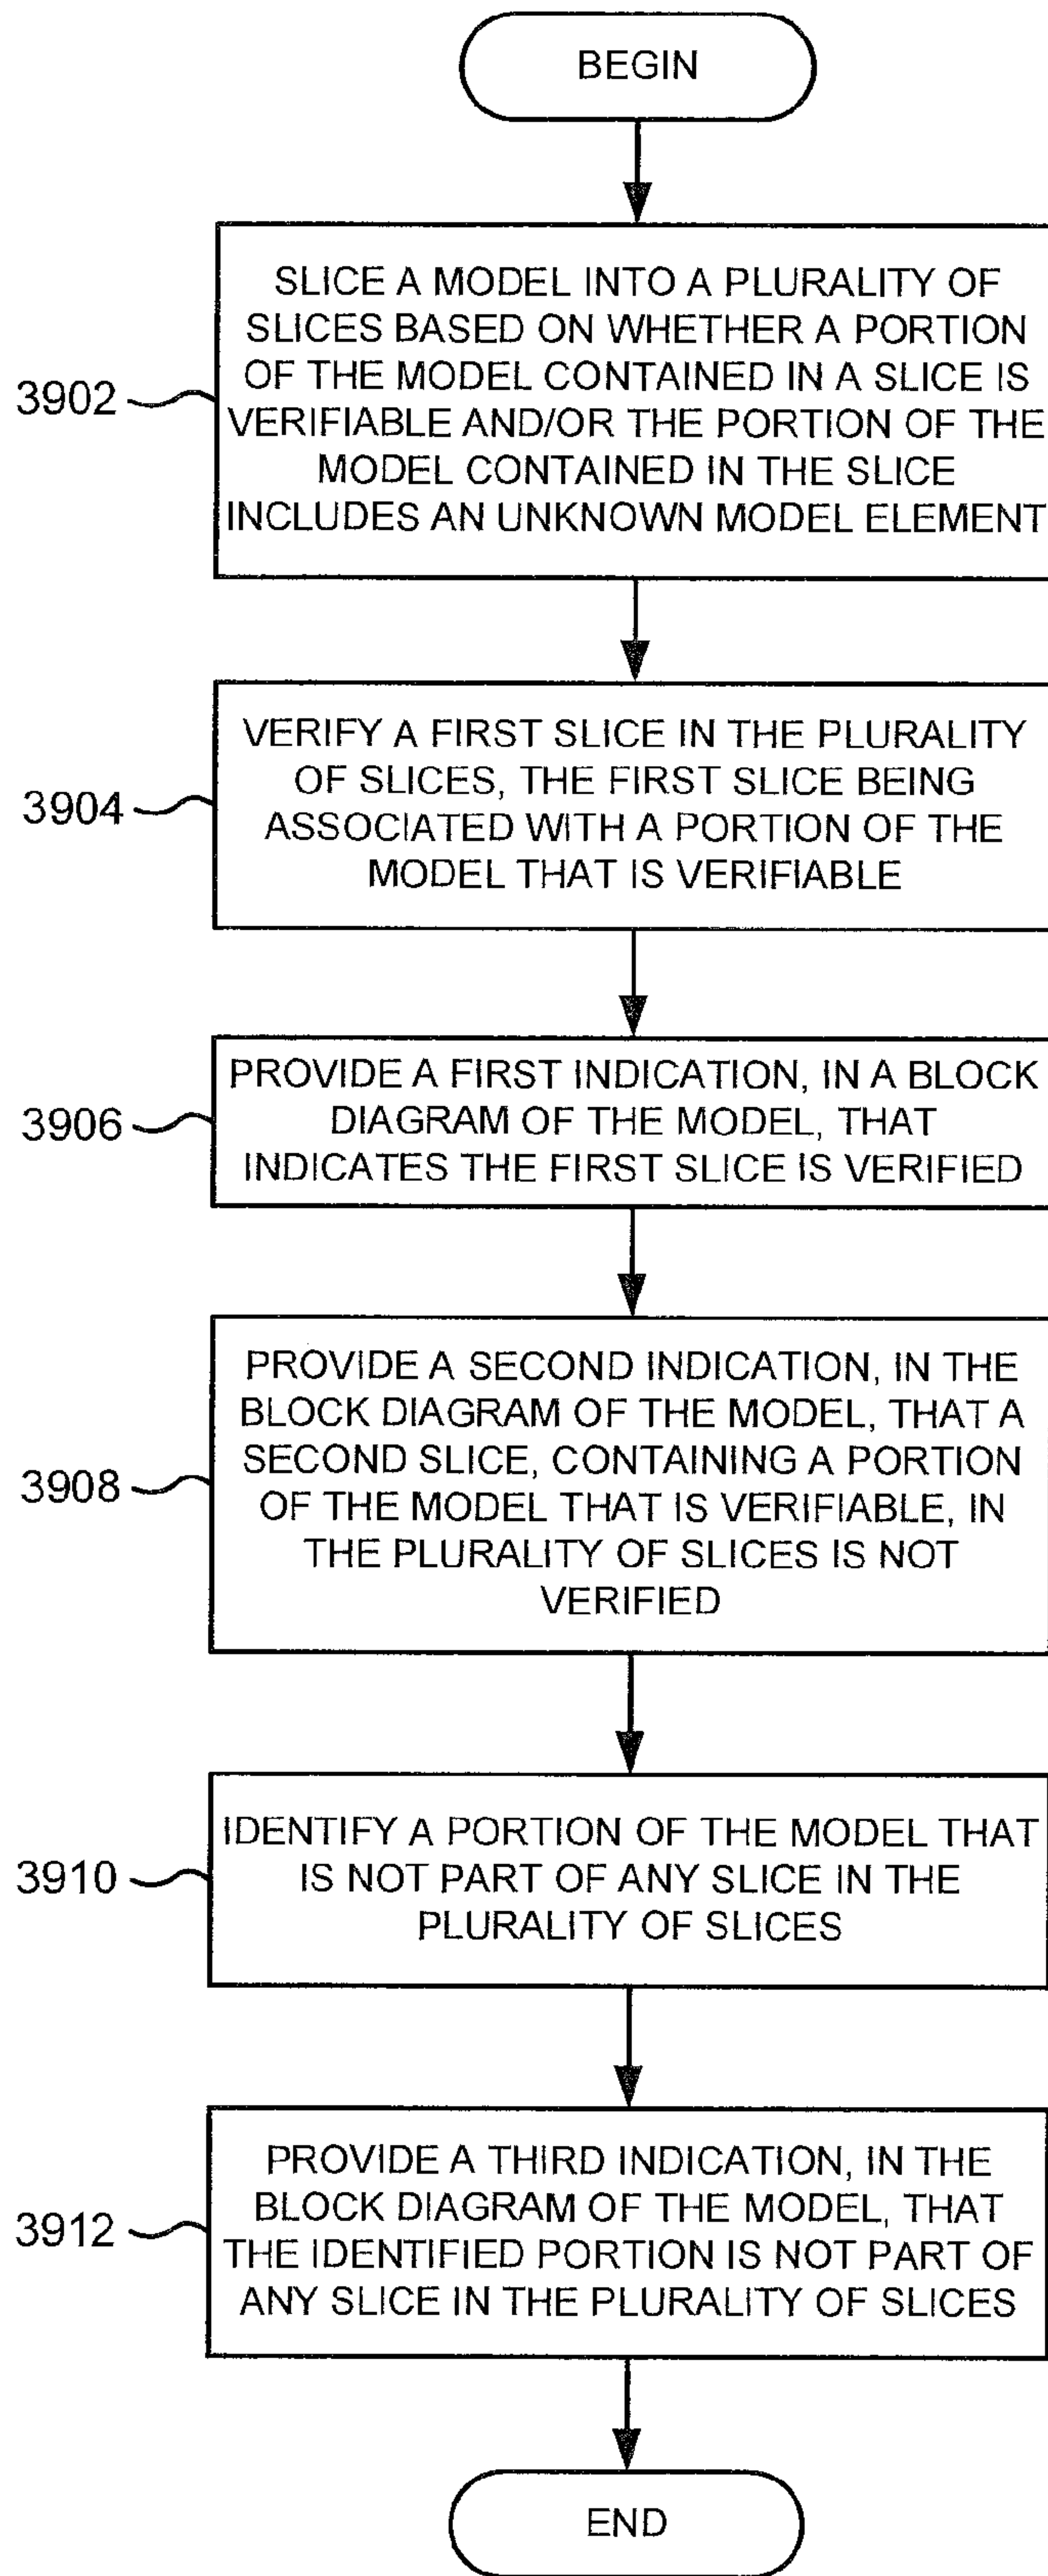 BEGIN
SLICE A MODEL INTO A PLURALITY OF
SLICES BASED ON WHETHER A PORTION
OF THE MODEL CONTAINED IN A SLICE IS
VERIFIABLE AND/OR THE PORTION OF THE
MODEL CONTAINED IN THE SLICE
INCLUDES AN UNKNOWN MODEL ELEMENT
3902
VERIFY A FIRST SLICE IN THE PLURALITY
OF SLICES, THE FIRST SLICE BEING
ASSOCIATED WITH A PORTION OF THE
MODEL THAT IS VERIFIABLE
3904
PROVIDE A FIRST INDICATION, IN A BLOCK
DIAGRAM OF THE MODEL, THAT
INDICATES THE FIRST SLICE IS VERIFIED
3906
PROVIDE A SECOND INDICATION, IN THE
BLOCK DIAGRAM OF THE MODEL, THAT A
SECOND SLICE, CONTAINING A PORTION
OF THE MODEL THAT IS VERIFIABLE, IN
THE PLURALITY OF SLICES IS NOT
VERIFIED
3908
IDENTIFY A PORTION OF THE MODEL THAT
IS NOT PART OF ANY SLICE IN THE
PLURALITY OF SLICES
3910
PROVIDE A THIRD INDICATION, IN THE
BLOCK DIAGRAM OF THE MODEL, THAT
THE IDENTIFIED PORTION IS NOT PART OF
ANY SLICE IN THE PLURALITY OF SLICES
3912
END